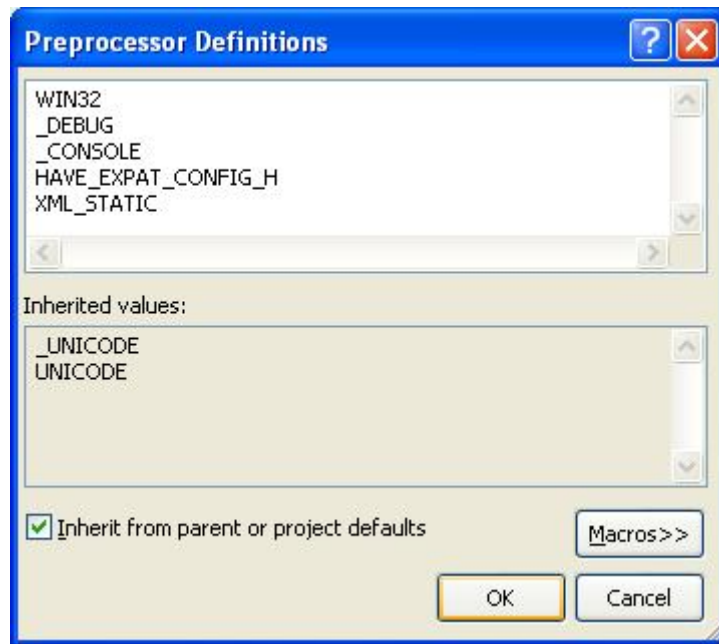 Preprocessor Definitions
WIN32
_DEBUG
_CONSOLE
HAVE_EXPAT_CONFIG_H
XML_STATIC
Inherited values:
_UNICODE
UNICODE
Inherit from parent or project defaults
Macros>>
OK
Cancel